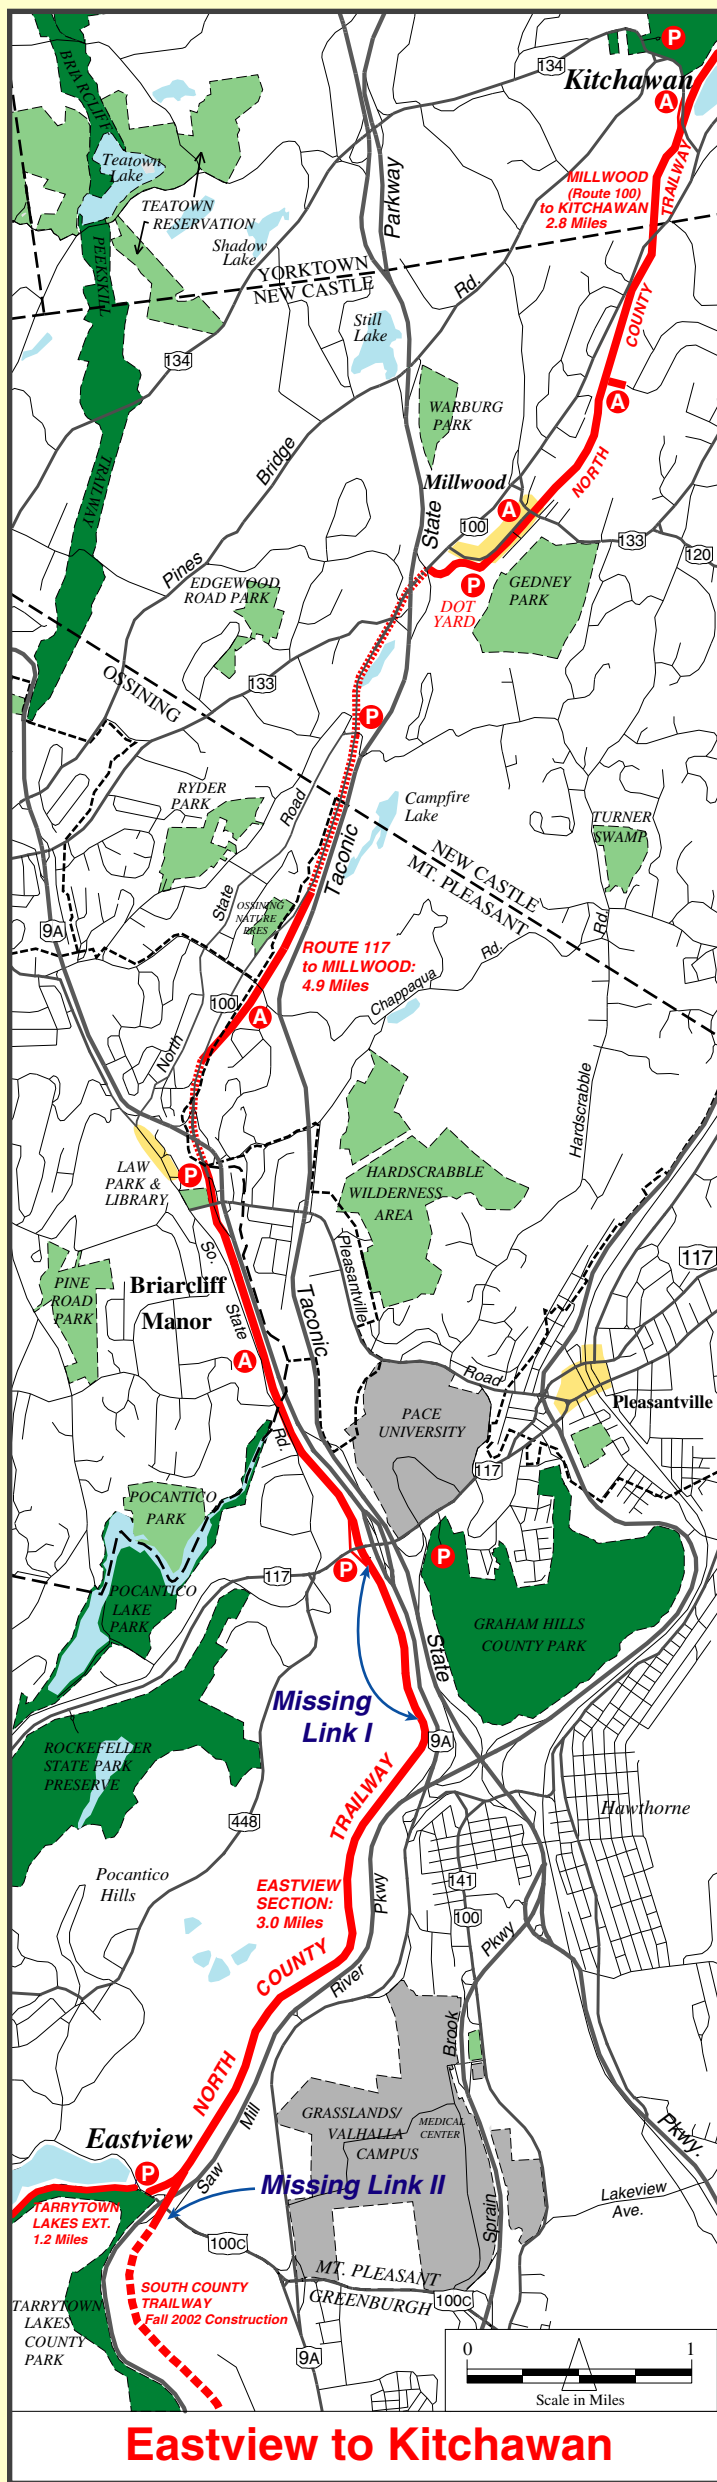 BRIARCLIFF
P
134
Kitchawan
A
Teatown
Lake
TEATOWN
RESERVATION
Shadow
Lake
Parkway
MILLWOOD
(Route 100)
to KITCHAWAN
2.8 Miles
TRAILWAY
PEEKSKILL
YORKTOWN
NEW CASTLE
Rd.
Still
Lake
COUNTY
134
A
WARBURG
PARK
Bridge
TRAILWAY
Millwood
NORTH
A
100
State
133
120
Pines
P
DOT
YARD
GEDNEY
PARK
EDGEWOOD
ROAD PARK
OSSINING
133
P
RYDER
PARK
Road
Campfire
Lake
TURNER
SWAMP
Taconic
NEW CASTLE
MT. PLEASANT
State
OSSINING
NATURE
PRES
9A
Rd.
ROUTE 117
to MILLWOOD:
4.9 Miles
Rd.
Chappaqua
100
A
North
Hardscrabble
LAW
PARK &
LIBRARY
P
HARDSCRABBLE
WILDERNESS
AREA
So.
Pleasantville
117
PINE
ROAD
PARK
Briarcliff
Manor
State
Taconic
A
Road
Pleasantville
PACE
UNIVERSITY
Rd.
117
POCANTICO
PARK
P
P
117
POCANTICO
LAKE
PARK
GRAHAM HILLS
COUNTY PARK
State
Missing
Link I
9A
ROCKEFELLER
STATE PARK
PRESERVE
TRAILWAY
Hawthorne
448
Pocantico
Hills
141
EASTVIEW
SECTION:
3.0 Miles
Pkwy
100
Pkwy
COUNTY
River
Brook
NORTH
GRASSLANDS/
VALHALLA
CAMPUS
MEDICAL
CENTER
Mill
Eastview
Pkwy.
P
Saw
Missing Link II
Lakeview
Ave.
TARRYTOWN
LAKES EXT.
1.2 Miles
Sprain
100C
MT. PLEASANT
GREENBURGH
100C
SOUTH COUNTY
TRAILWAY
Fall 2002 Construction
TARRYTOWN
LAKES
COUNTY
PARK
9A
0 1
Scale in Miles
Eastview to Kitchawan